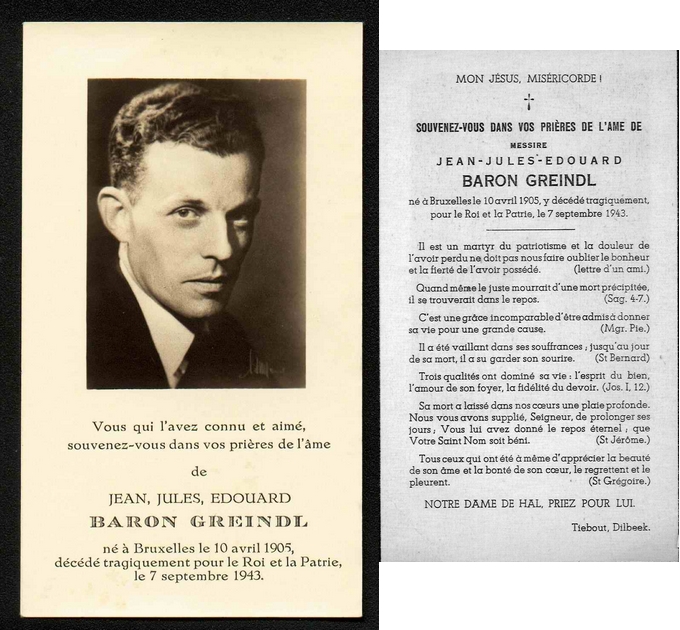 Vous qui l'avez connu et aimé,
souvenez-vous dans vos prières de l'âme
de
JEAN, JULES, EDOUARD
BARON GREINDL
né à Bruxelles le 10 avril 1905,
décédé tragiquement pour le Roi et la Patrie,
le 7 septembre 1943.
MON JÉSUS, MISÉRICORDE !
SOUVENEZ-VOUS DANS VOS PRIÈRES DE L'AME DE
MESSIRE
JEAN-JULES-EDOUARD
BARON GREINDL
né à Bruxelles le 10 avril 1905, y décédé tragiquement,
pour le Roi et la Patrie, le 7 septembre 1943.
Il est un martyr du patriotisme et la douleur de
l'avoir perdu ne doit pas nous faire oublier le bonheur
et la fierté de l'avoir possédé. (lettre d'un ami.)
Quand même le juste mourrait d'une mort précipitée,
il se trouverait dans le repos. (Sag. 4-7.)
C'est une grâce incomparable d'être admis à donner
sa vie pour une grande cause. (Mgr. Pie.)
Il a été vaillant dans ses souffrances ; jusqu'au jour
de sa mort, il a su garder son sourire. (St Bernard)
Trois qualités ont dominé sa vie : l'esprit du bien,
l'amour de son foyer, la fidélité du devoir. (Jos. I, 12.)
Sa mort a laissé dans nos cœurs une plaie profonde.
Nous vous avons supplié, Seigneur, de prolonger ses
jours ; Vous lui avez donné le repos éternel ; que
Votre Saint Nom soit béni. (St Jérôme.)
Tous ceux qui ont été à même d'apprécier la beauté
de son âme et la bonté de son cœur, le regrettent et le
pleurent. (St Grégoire.)
NOTRE DAME DE HAL, PRIEZ POUR LUI.
Tiebout, Dilbeek.